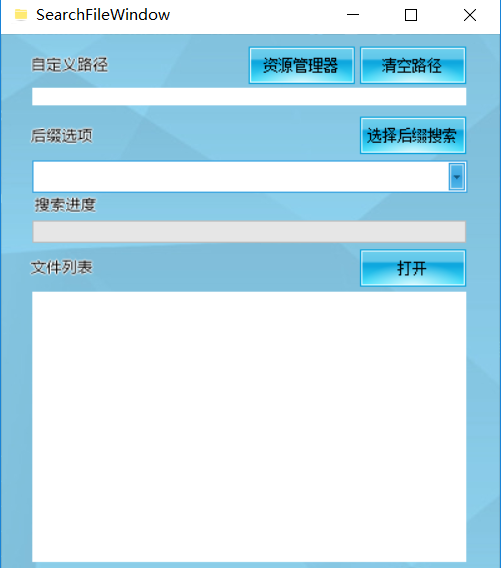 SearchFileWindow
自定义路径 资源管理器 清空路径
后缀选项 选择后缀搜索
搜索进度
文件列表 打开